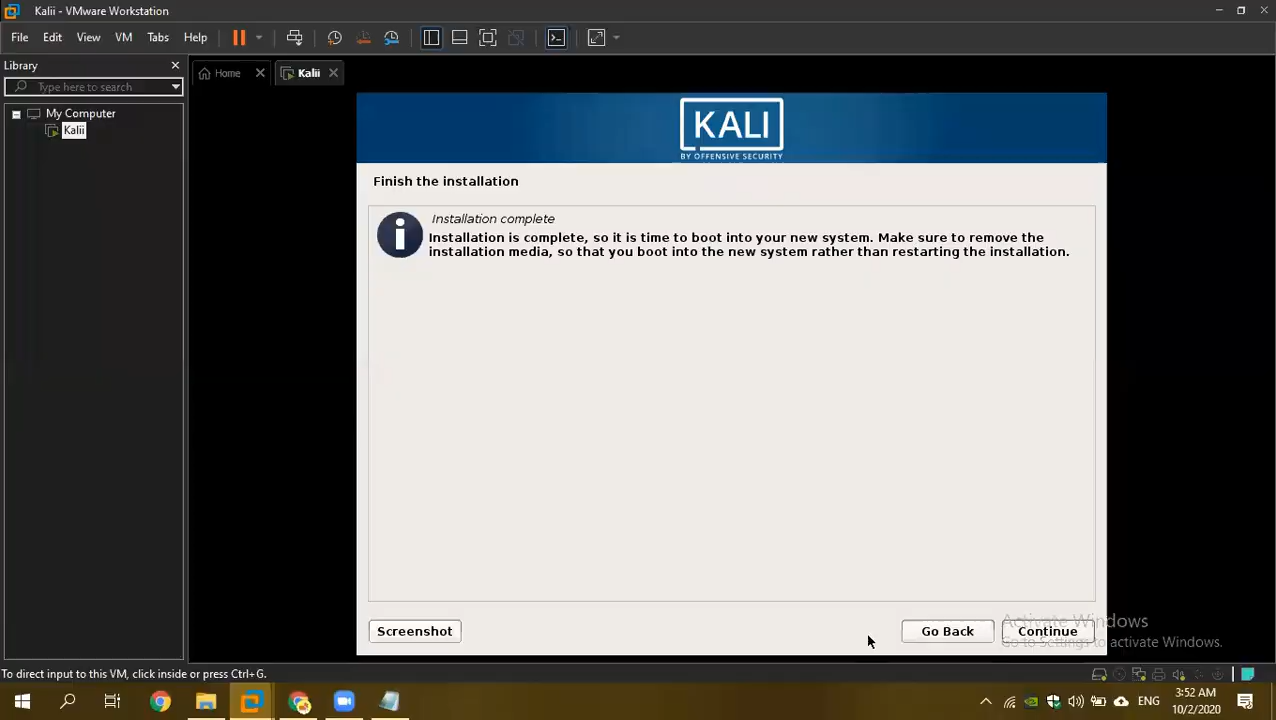 Kalii - VMware Workstation
File Edit View VM Tabs Help
Library
Type here to search
Home
Kalii
My Computer
Kalii
KALI
BY OFFENSIVE SECURITY
Finish the installation
Installation complete
Installation is complete, so it is time to boot into your new system. Make sure to remove the
installation media, so that you boot into the new system rather than restarting the installation.
Screenshot
Go Back
Continue
Activate Windows
Go to Settings to activate Windows.
To direct input to this VM, click inside or press Ctrl+G.
ENG
3:52 AM
10/2/2020